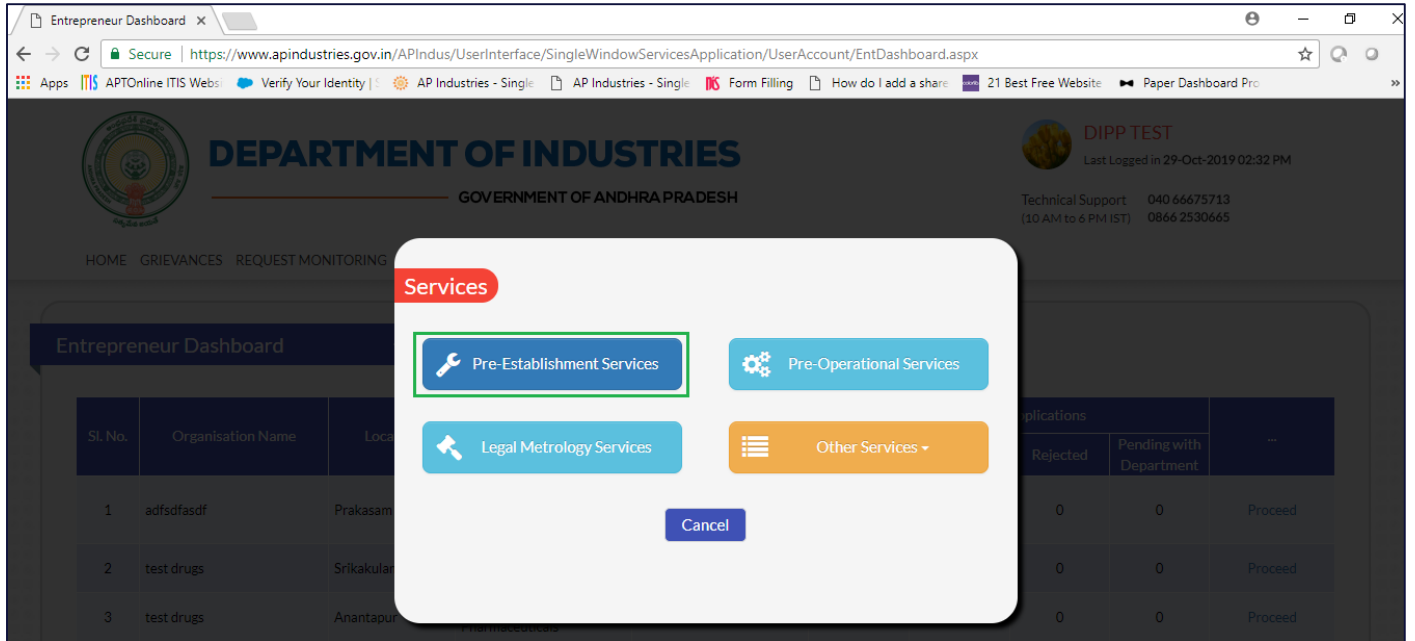 Entrepreneur Dashboard
Secure | https://www.apindustries.gov.in/APIndus/UserInterface/SingleWindowServicesApplication/UserAccount/EntDashboard.aspx
Apps APTOnline ITIS Websi Verify Your Identity | S AP Industries - Single AP Industries - Single Form Filling How do I add a share 21 Best Free Website Paper Dashboard Pro »
DEPARTMENT OF INDUSTRIES
GOVERNMENT OF ANDHRA PRADESH
DIPP TEST
Last Logged in 29-Oct-2019 02:32 PM
Technical Support 040 66675713
(10 AM to 6 PM IST) 0866 2530665
HOME GRIEVANCES REQUEST MONITORING
Services
Entrepreneur Dashboard
Pre-Establishment Services Pre-Operational Services
Legal Metrology Services Other Services
Cancel
Sl. No. Organisation Name Loca plications ...
Rejected Pending with Department
1 adfsdfasdf Prakasam 0 0 Proceed
2 test drugs Srikakular 0 0 Proceed
3 test drugs Anantapur Pharmaceuticals 0 0 Proceed